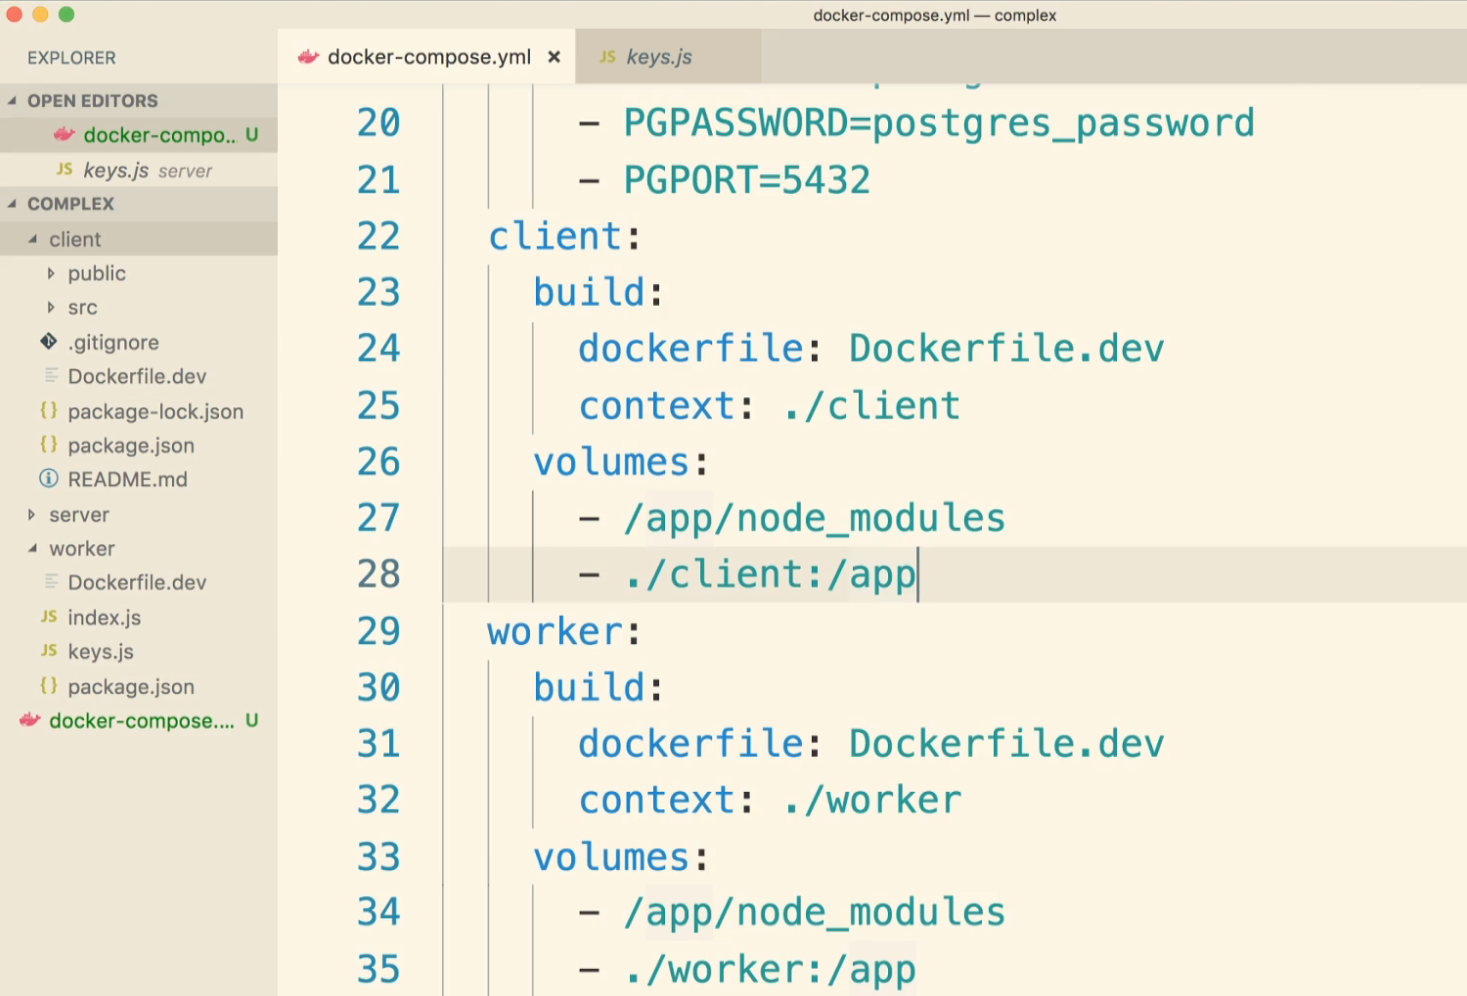 docker-compose.yml — complex
EXPLORER
OPEN EDITORS
docker-compo.. U
JS keys.js server
COMPLEX
client
public
src
.gitignore
Dockerfile.dev
{} package-lock.json
{} package.json
README.md
server
worker
Dockerfile.dev
JS index.js
JS keys.js
{} package.json
docker-compose.... U
docker-compose.yml ×
JS keys.js
20 - PGPASSWORD=postgres_password
21 - PGPORT=5432
22 client:
23 build:
24 dockerfile: Dockerfile.dev
25 context: ./client
26 volumes:
27 - /app/node_modules
28 - ./client:/app
29 worker:
30 build:
31 dockerfile: Dockerfile.dev
32 context: ./worker
33 volumes:
34 - /app/node_modules
35 - ./worker:/app